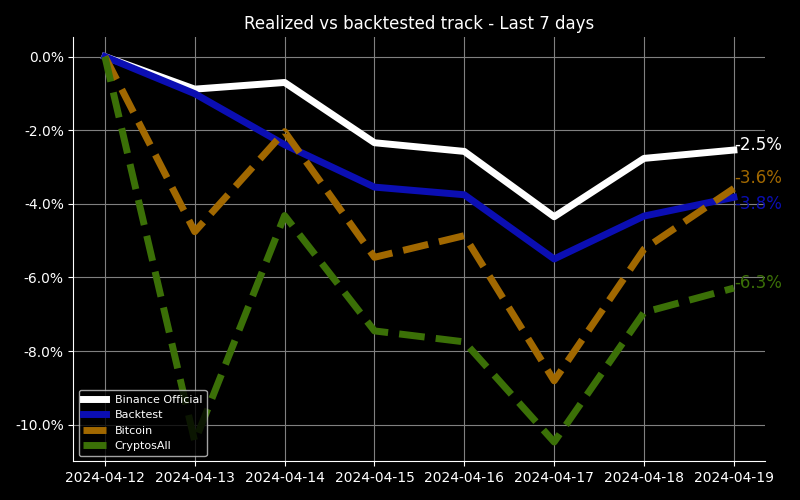 Realized vs backtested track - Last 7 days
0.0%
-2.0%
-4.0%
-6.0%
-8.0%
-10.0%
-2.5%
-3.6%
-3.8%
-6.3%
Binance Official
Backtest
Bitcoin
CryptosAll
2024-04-12 2024-04-13 2024-04-14 2024-04-15 2024-04-16 2024-04-17 2024-04-18 2024-04-19